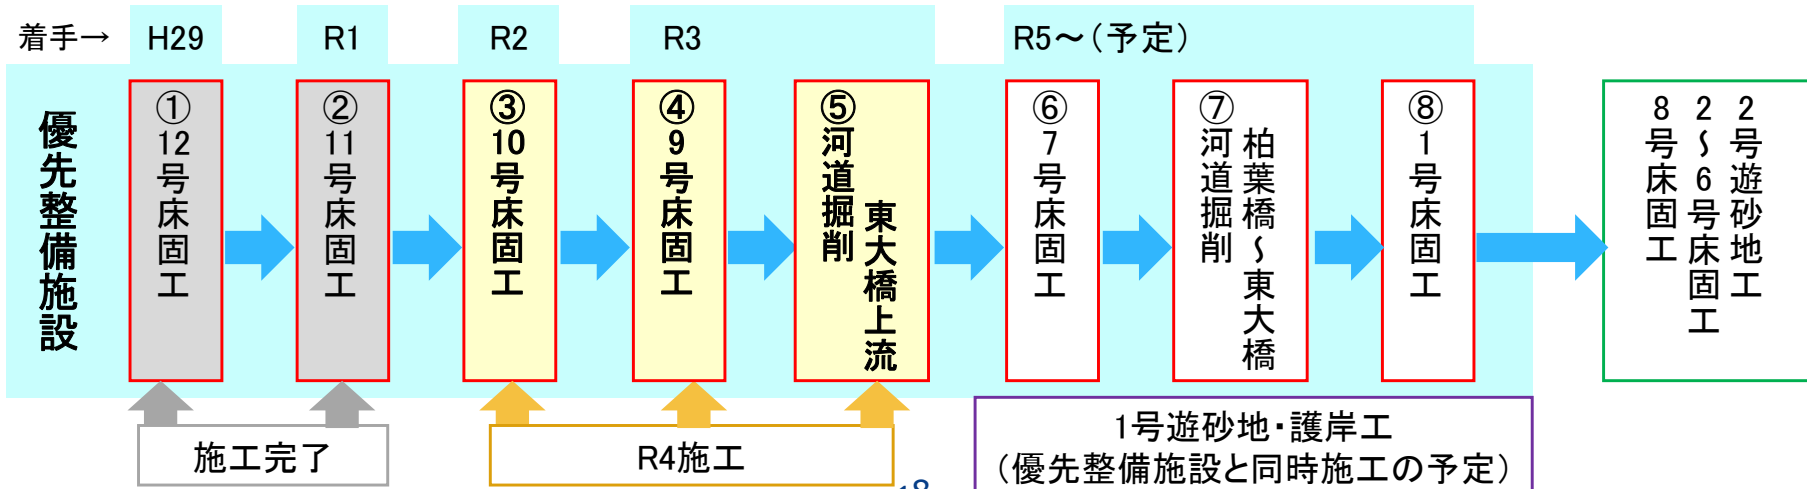 着手→
H29
R1
R2
R3
R5～(予定)
優先整備施設
①
12号床固工
②
11号床固工
③
10号床固工
④
9号床固工
⑤
東大橋上流
河道掘削
⑥
7号床固工
⑦
柏葉橋～東大橋
河道掘削
⑧
1号床固工
2号遊砂地工
2～6号床固工
8号床固工
施工完了
R4施工
1号遊砂地・護岸工
(優先整備施設と同時施工の予定)